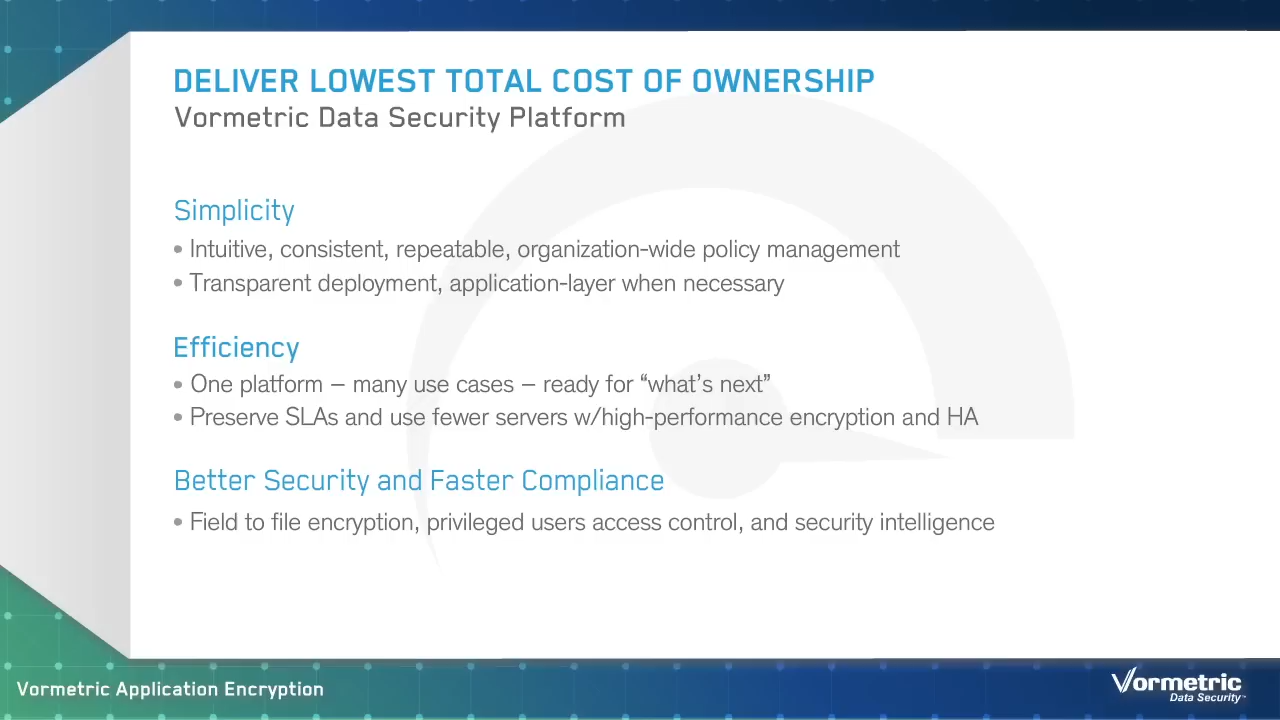 DELIVER LOWEST TOTAL COST OF OWNERSHIP
Vormetric Data Security Platform
Simplicity
• Intuitive, consistent, repeatable, organization-wide policy management
• Transparent deployment, application-layer when necessary
Efficiency
• One platform – many use cases – ready for “what’s next”
• Preserve SLAs and use fewer servers w/high-performance encryption and HA
Better Security and Faster Compliance
• Field to file encryption, privileged users access control, and security intelligence
Vormetric Application Encryption
Vormetric
Data Security™